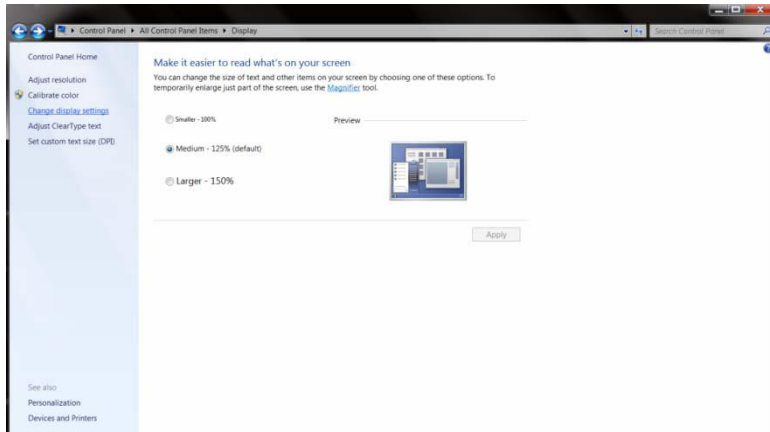 Control Panel ▸ All Control Panel Items ▸ Display
Search Control Panel
Control Panel Home
Adjust resolution
Calibrate color
Change display settings
Adjust ClearType text
Set custom text size (DPI)
Make it easier to read what's on your screen
You can change the size of text and other items on your screen by choosing one of these options. To
temporarily enlarge just part of the screen, use the Magnifier tool.
Smaller - 100%
Preview
Medium - 125% (default)
Larger - 150%
Apply
See also
Personalization
Devices and Printers